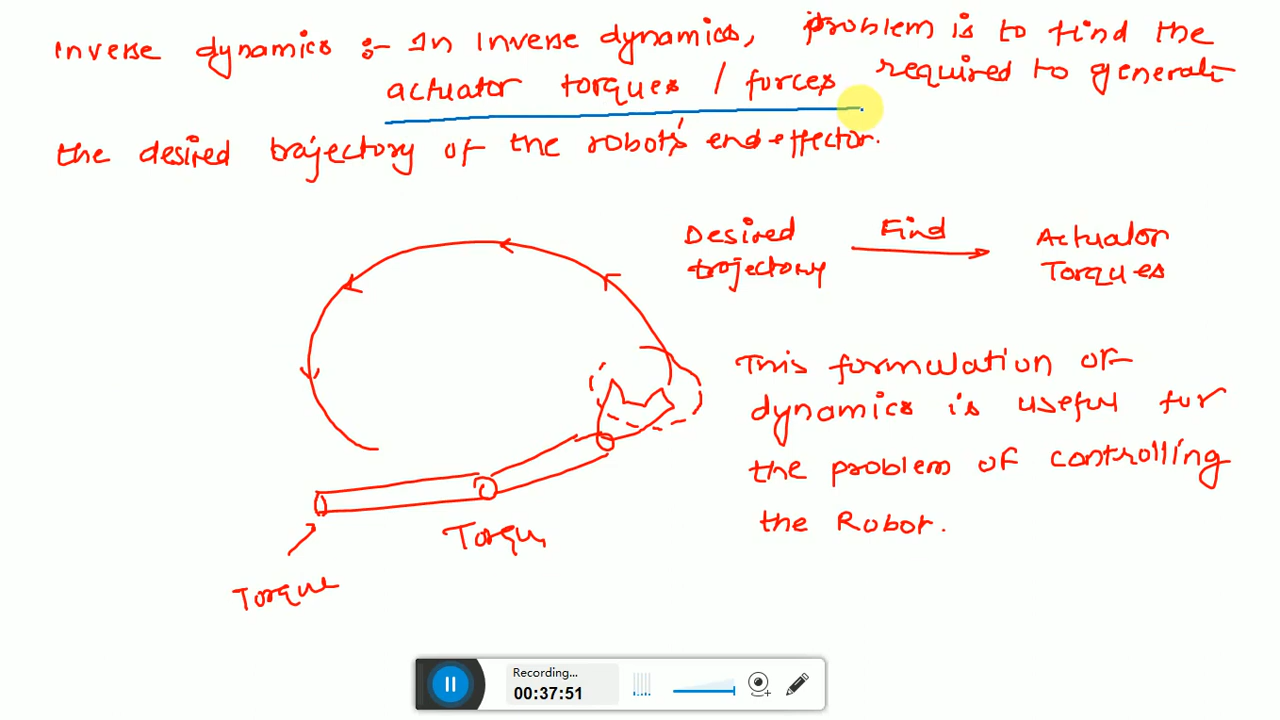 Inverse dynamics :- In Inverse dynamics, problem is to find the
actuator torques / forces required to generate
the desired trajectory of the robot's end-effector.
Desired trajectory
Find
Actuator Torques
This formulation of
dynamics is useful for
the problem of controlling
the Robot.
Torqu
Torque
Recording...
00:37:51